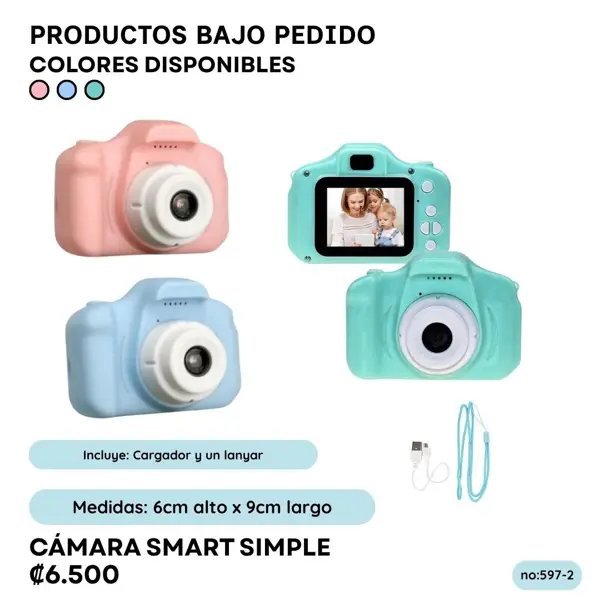 PRODUCTOS BAJO PEDIDO
COLORES DISPONIBLES
Incluye: Cargador y un lanyar
Medidas: 6cm alto x 9cm largo
CÁMARA SMART SIMPLE
₡6.500
no:597-2